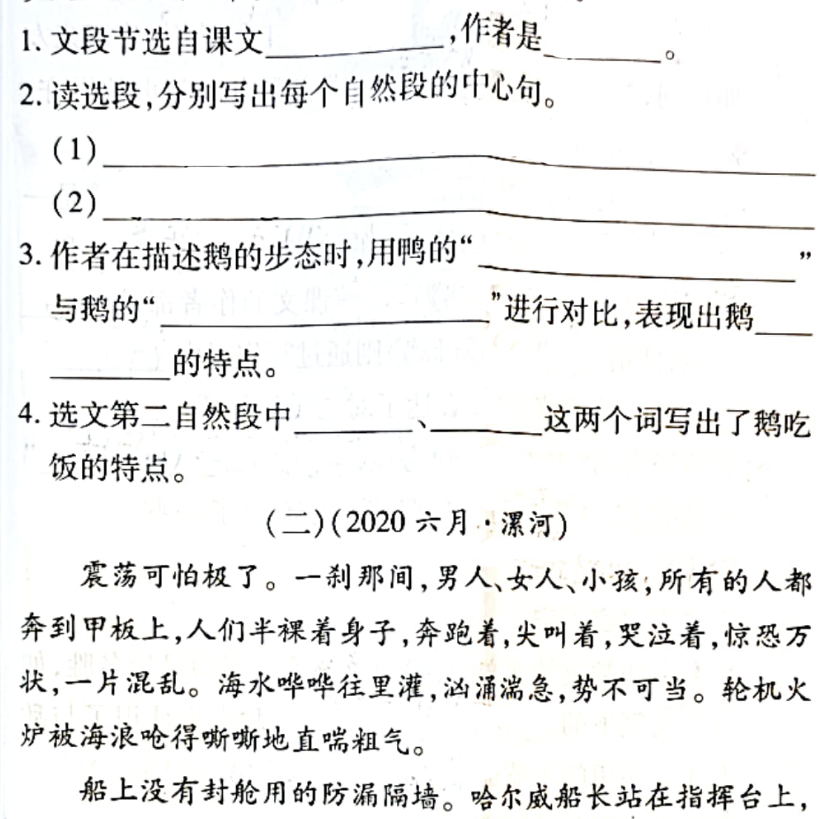 1. 文段节选自课文__________,作者是_______。
2. 读选段,分别写出每个自然段的中心句。
(1)____________________
(2)____________________
3. 作者在描述鹅的步态时,用鸭的“____________________”
与鹅的“____________________”进行对比,表现出鹅____
_______的特点。
4. 选文第二自然段中_______、_______这两个词写出了鹅吃
饭的特点。
(二)(2020 六月·漯河)
震荡可怕极了。一刹那间,男人、女人、小孩,所有的人都
奔到甲板上,人们半裸着身子,奔跑着,尖叫着,哭泣着,惊恐万
状,一片混乱。海水哗哗往里灌,汹涌湍急,势不可当。轮机火
炉被海浪呛得嘶嘶地直喘粗气。
船上没有封舱用的防漏隔墙。哈尔威船长站在指挥台上,